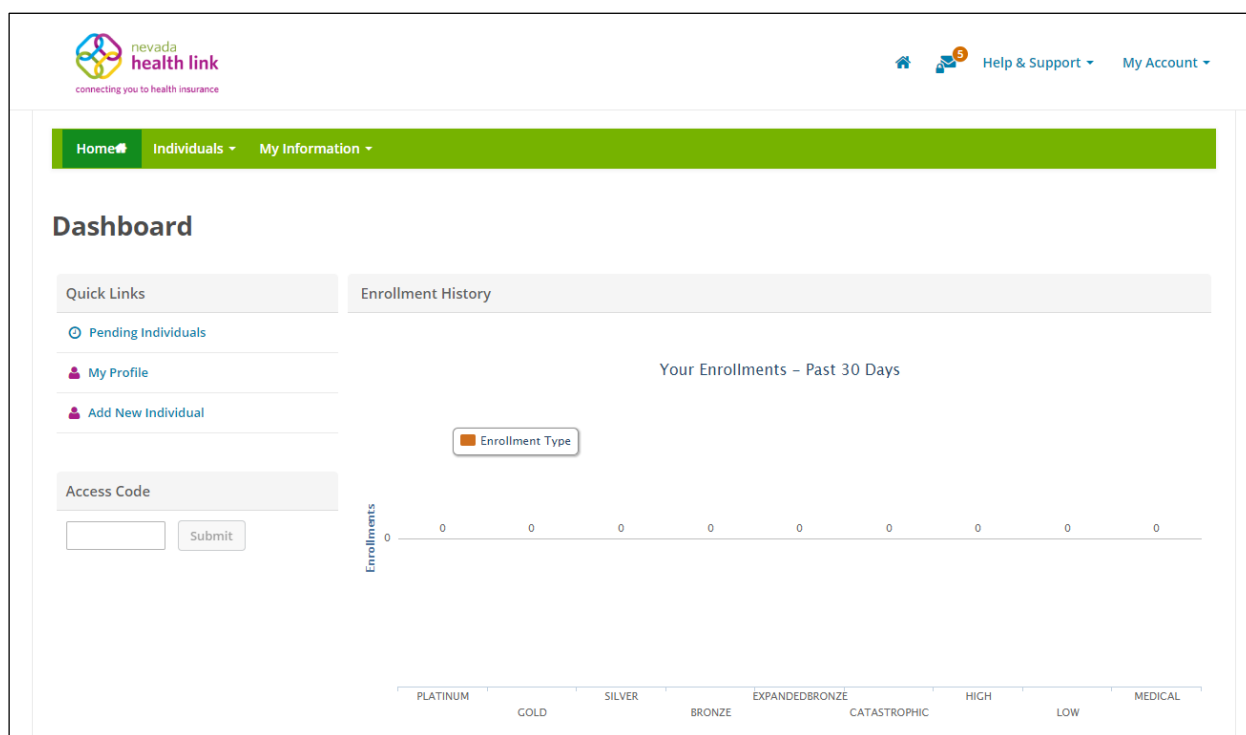 nevada
health link
connecting you to health insurance
5
Help & Support
My Account
Home
Individuals
My Information
Dashboard
Quick Links
Pending Individuals
My Profile
Add New Individual
Access Code
Submit
Enrollment History
Your Enrollments – Past 30 Days
Enrollment Type
Enrollments
0
0 0 0 0 0 0 0 0 0
PLATINUM GOLD SILVER BRONZE EXPANDEDBRONZE CATASTROPHIC HIGH LOW MEDICAL